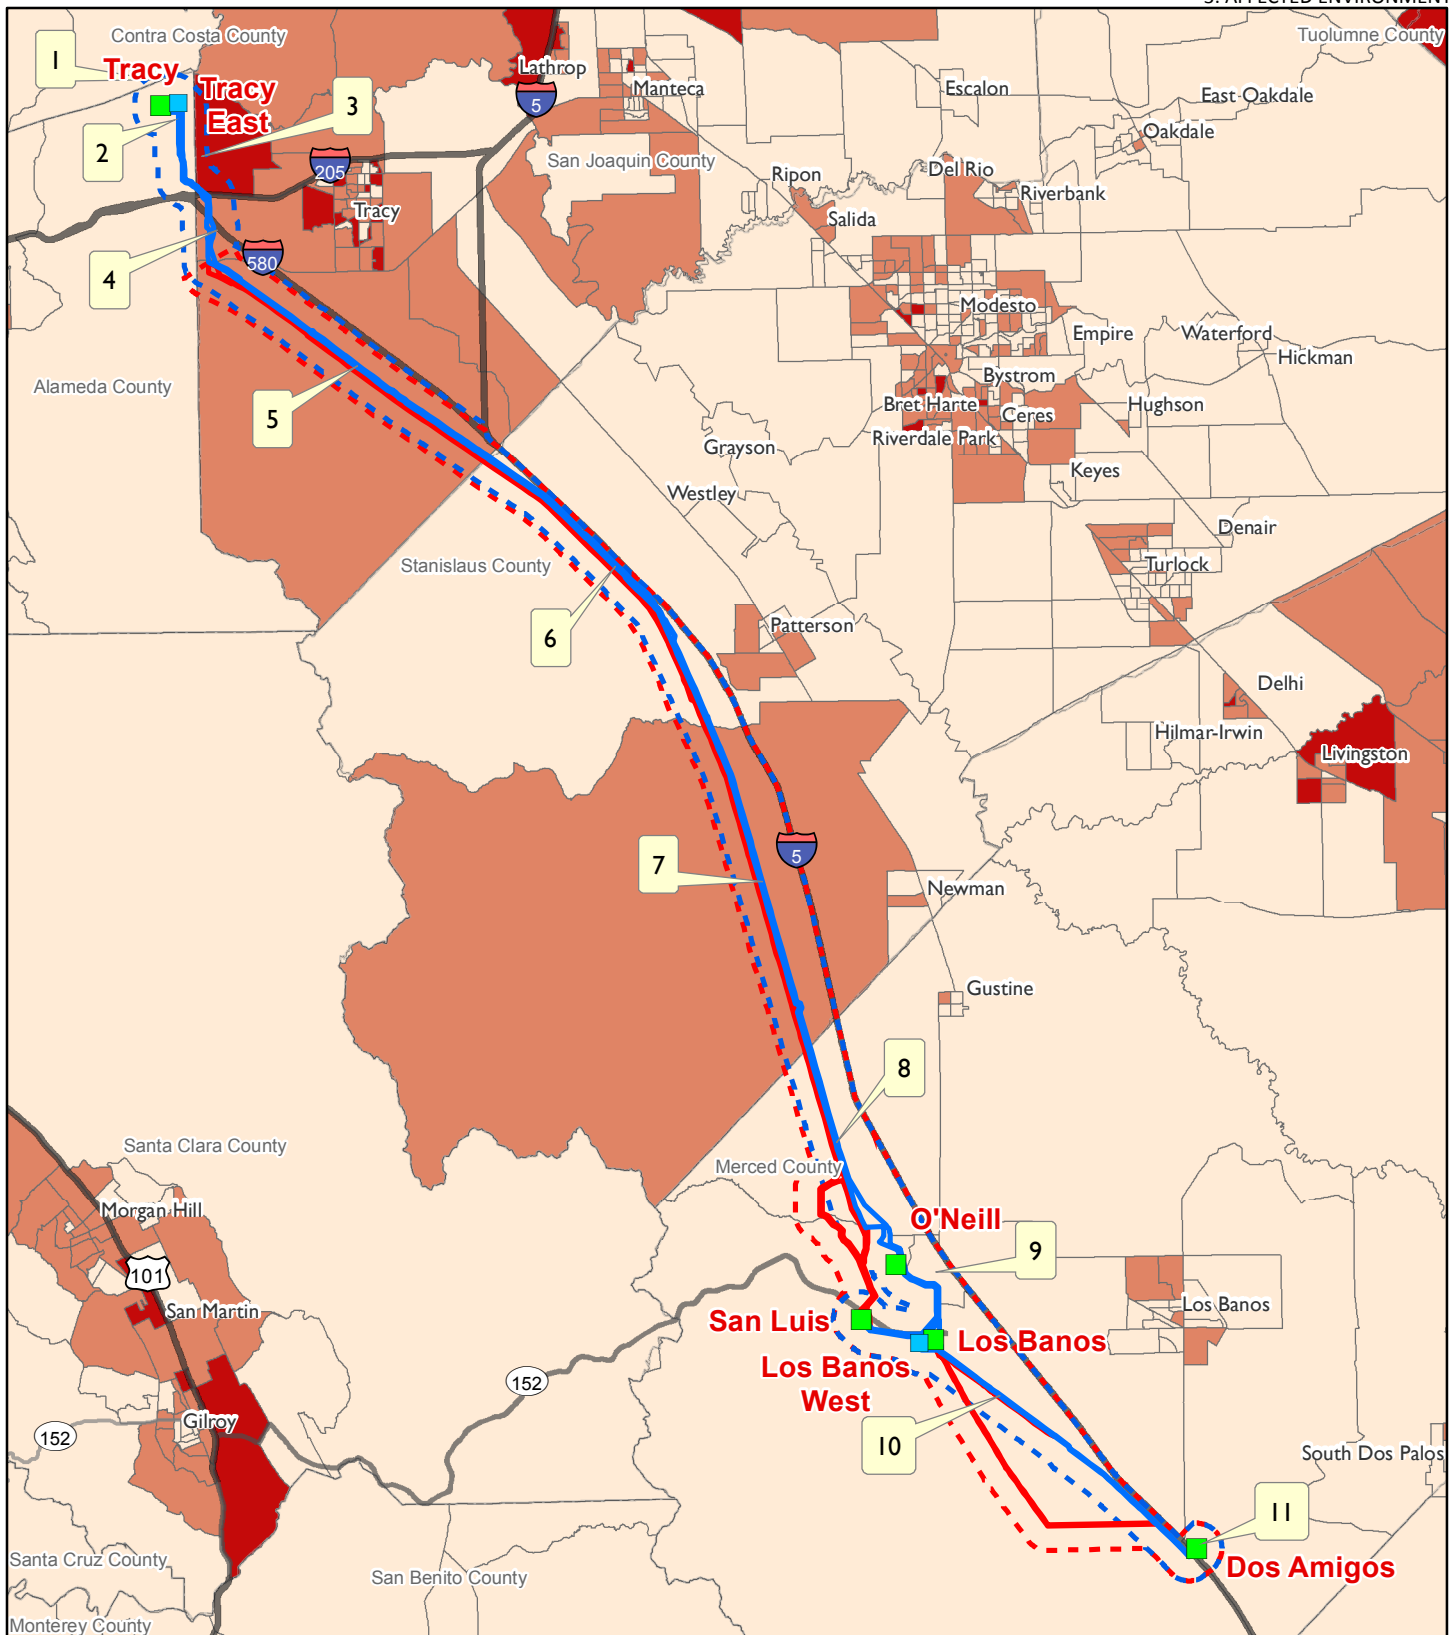 3. AFFECTED ENVIRONMENT
Contra Costa County
Tuolumne County
1
Tracy
Tracy
East
3
2
Lathrop
5
Manteca
Escalon
East Oakdale
Oakdale
205
San Joaquin County
Ripon
Del Rio
Riverbank
Tracy
Salida
4
580
Modesto
Empire
Waterford
Hickman
Alameda County
Bystrom
5
Bret Harte
Ceres
Hughson
Riverdale Park
Grayson
Keyes
Westley
Denair
Stanislaus County
Turlock
6
Patterson
Delhi
Hilmar-Irwin
Livingston
7
5
Newman
Gustine
8
Santa Clara County
Merced County
Morgan Hill
O'Neill
9
101
San Martin
Los Banos
San Luis
Los Banos
Los Banos
West
152
Gilroy
152
10
South Dos Palos
11
Santa Cruz County
San Benito County
Dos Amigos
Monterey County